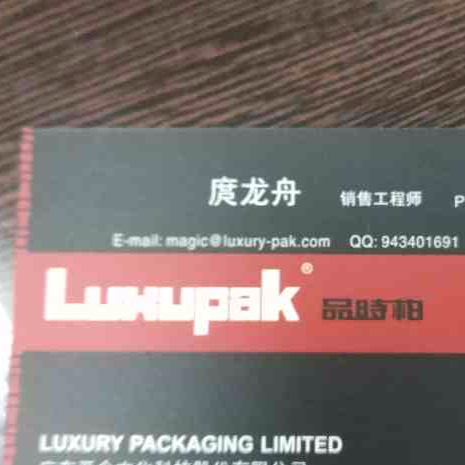 庹龙舟 销售工程师 P
E-mail: magic@luxury-pak.com QQ: 943401691
Luxupak® 品時相
LUXURY PACKAGING LIMITED